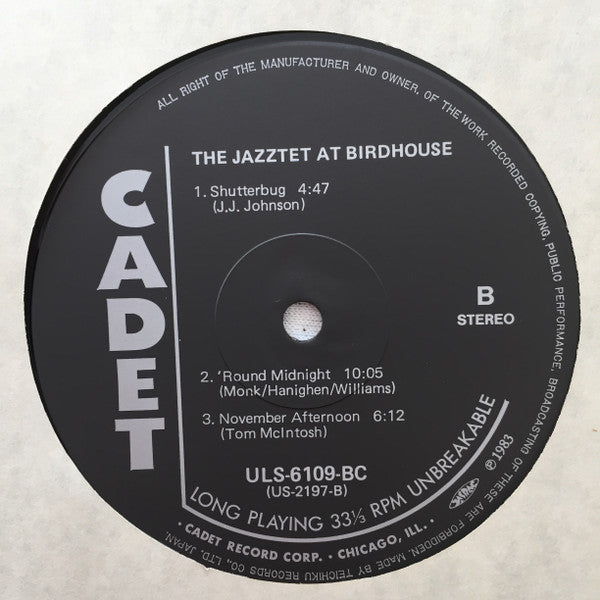 ALL RIGHT OF THE MANUFACTURER AND OWNER, OF THE WORK RECORDED COPYING, PUBLIC PERFORMANCE, BROADCASTING OF THESE ARE FORBIDDEN. MADE BY TEICHIKU RECORDS CO., LTD., JAPAN.
CADET
THE JAZZTET AT BIRDHOUSE
1. Shutterbug 4:47
(J.J. Johnson)
B
STEREO
2. 'Round Midnight 10:05
(Monk/Hanighen/Williams)
3. November Afternoon 6:12
(Tom McIntosh)
ULS-6109-BC
(US-2197-B)
LONG PLAYING 33⅓ RPM UNBREAKABLE
℗1983
• CADET RECORD CORP. • CHICAGO, ILL. •